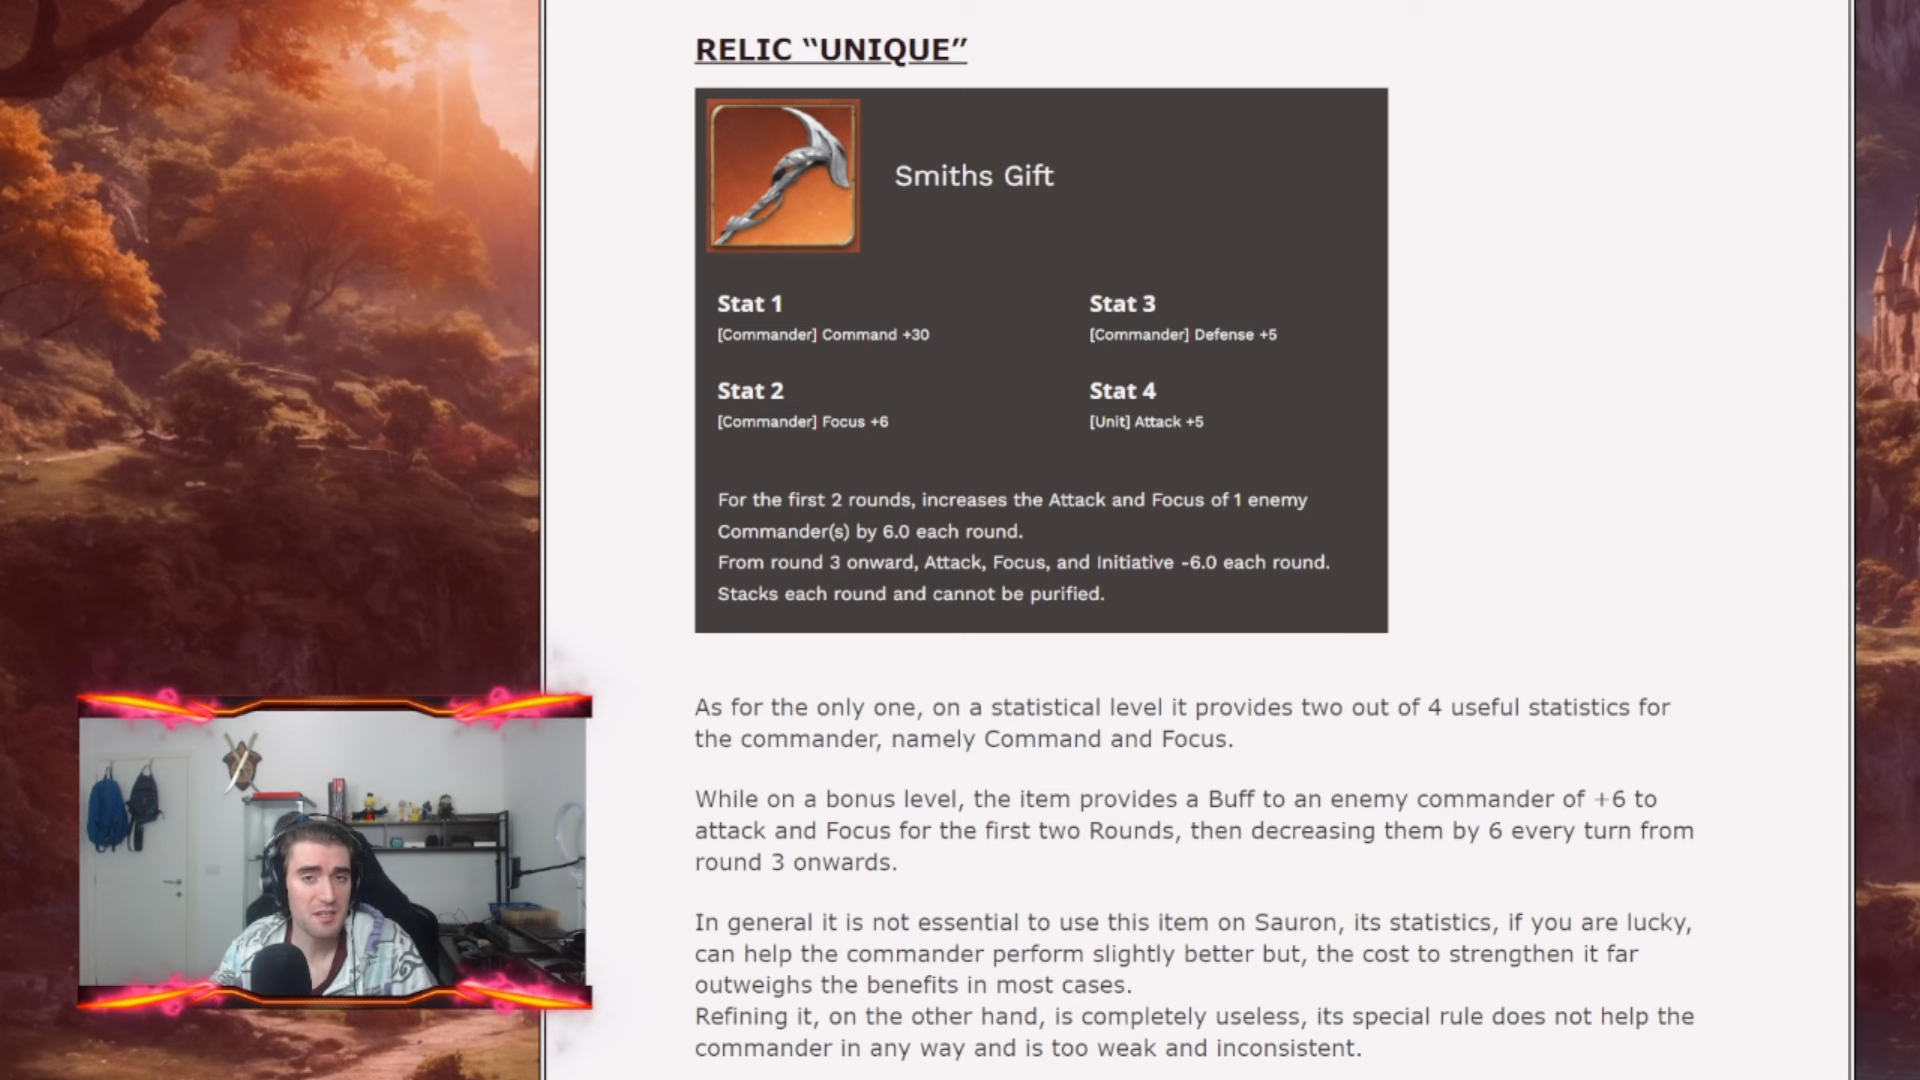 RELIC “UNIQUE”
Smiths Gift
Stat 1
[Commander] Command +30
Stat 3
[Commander] Defense +5
Stat 2
[Commander] Focus +6
Stat 4
[Unit] Attack +5
For the first 2 rounds, increases the Attack and Focus of 1 enemy
Commander(s) by 6.0 each round.
From round 3 onward, Attack, Focus, and Initiative -6.0 each round.
Stacks each round and cannot be purified.
As for the only one, on a statistical level it provides two out of 4 useful statistics for
the commander, namely Command and Focus.
While on a bonus level, the item provides a Buff to an enemy commander of +6 to
attack and Focus for the first two Rounds, then decreasing them by 6 every turn from
round 3 onwards.
In general it is not essential to use this item on Sauron, its statistics, if you are lucky,
can help the commander perform slightly better but, the cost to strengthen it far
outweighs the benefits in most cases.
Refining it, on the other hand, is completely useless, its special rule does not help the
commander in any way and is too weak and inconsistent.